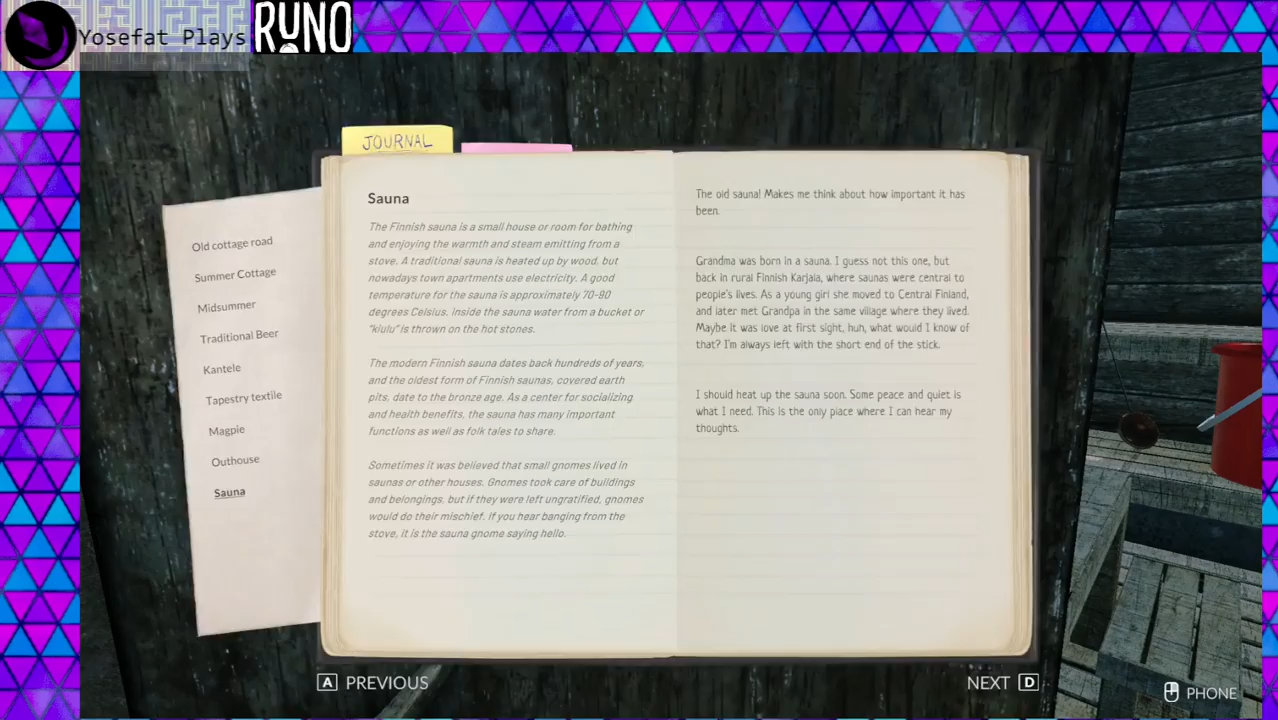 Yosefat Plays
RUNO
JOURNAL
Old cottage road
Summer Cottage
Midsummer
Traditional Beer
Kantele
Tapestry textile
Magpie
Outhouse
Sauna
Sauna
The Finnish sauna is a small house or room for bathing
and enjoying the warmth and steam emitting from a
stove. A traditional sauna is heated up by wood, but
nowadays town apartments use electricity. A good
temperature for the sauna is approximately 70-90
degrees Celsius. Inside the sauna water from a bucket or
"kiulu" is thrown on the hot stones.
The modern Finnish sauna dates back hundreds of years,
and the oldest form of Finnish saunas, covered earth
pits, date to the bronze age. As a center for socializing
and health benefits, the sauna has many important
functions as well as folk tales to share.
Sometimes it was believed that small gnomes lived in
saunas or other houses. Gnomes took care of buildings
and belongings, but if they were left ungratified, gnomes
would do their mischief. If you hear banging from the
stove, it is the sauna gnome saying hello.
The old sauna! Makes me think about how important it has
been.
Grandma was born in a sauna. I guess not this one, but
back in rural Finnish Karjala, where saunas were central to
people's lives. As a young girl she moved to Central Finland,
and later met Grandpa in the same village where they lived.
Maybe it was love at first sight, huh, what would I know of
that? I'm always left with the short end of the stick.
I should heat up the sauna soon. Some peace and quiet is
what I need. This is the only place where I can hear my
thoughts.
A PREVIOUS
NEXT D
PHONE